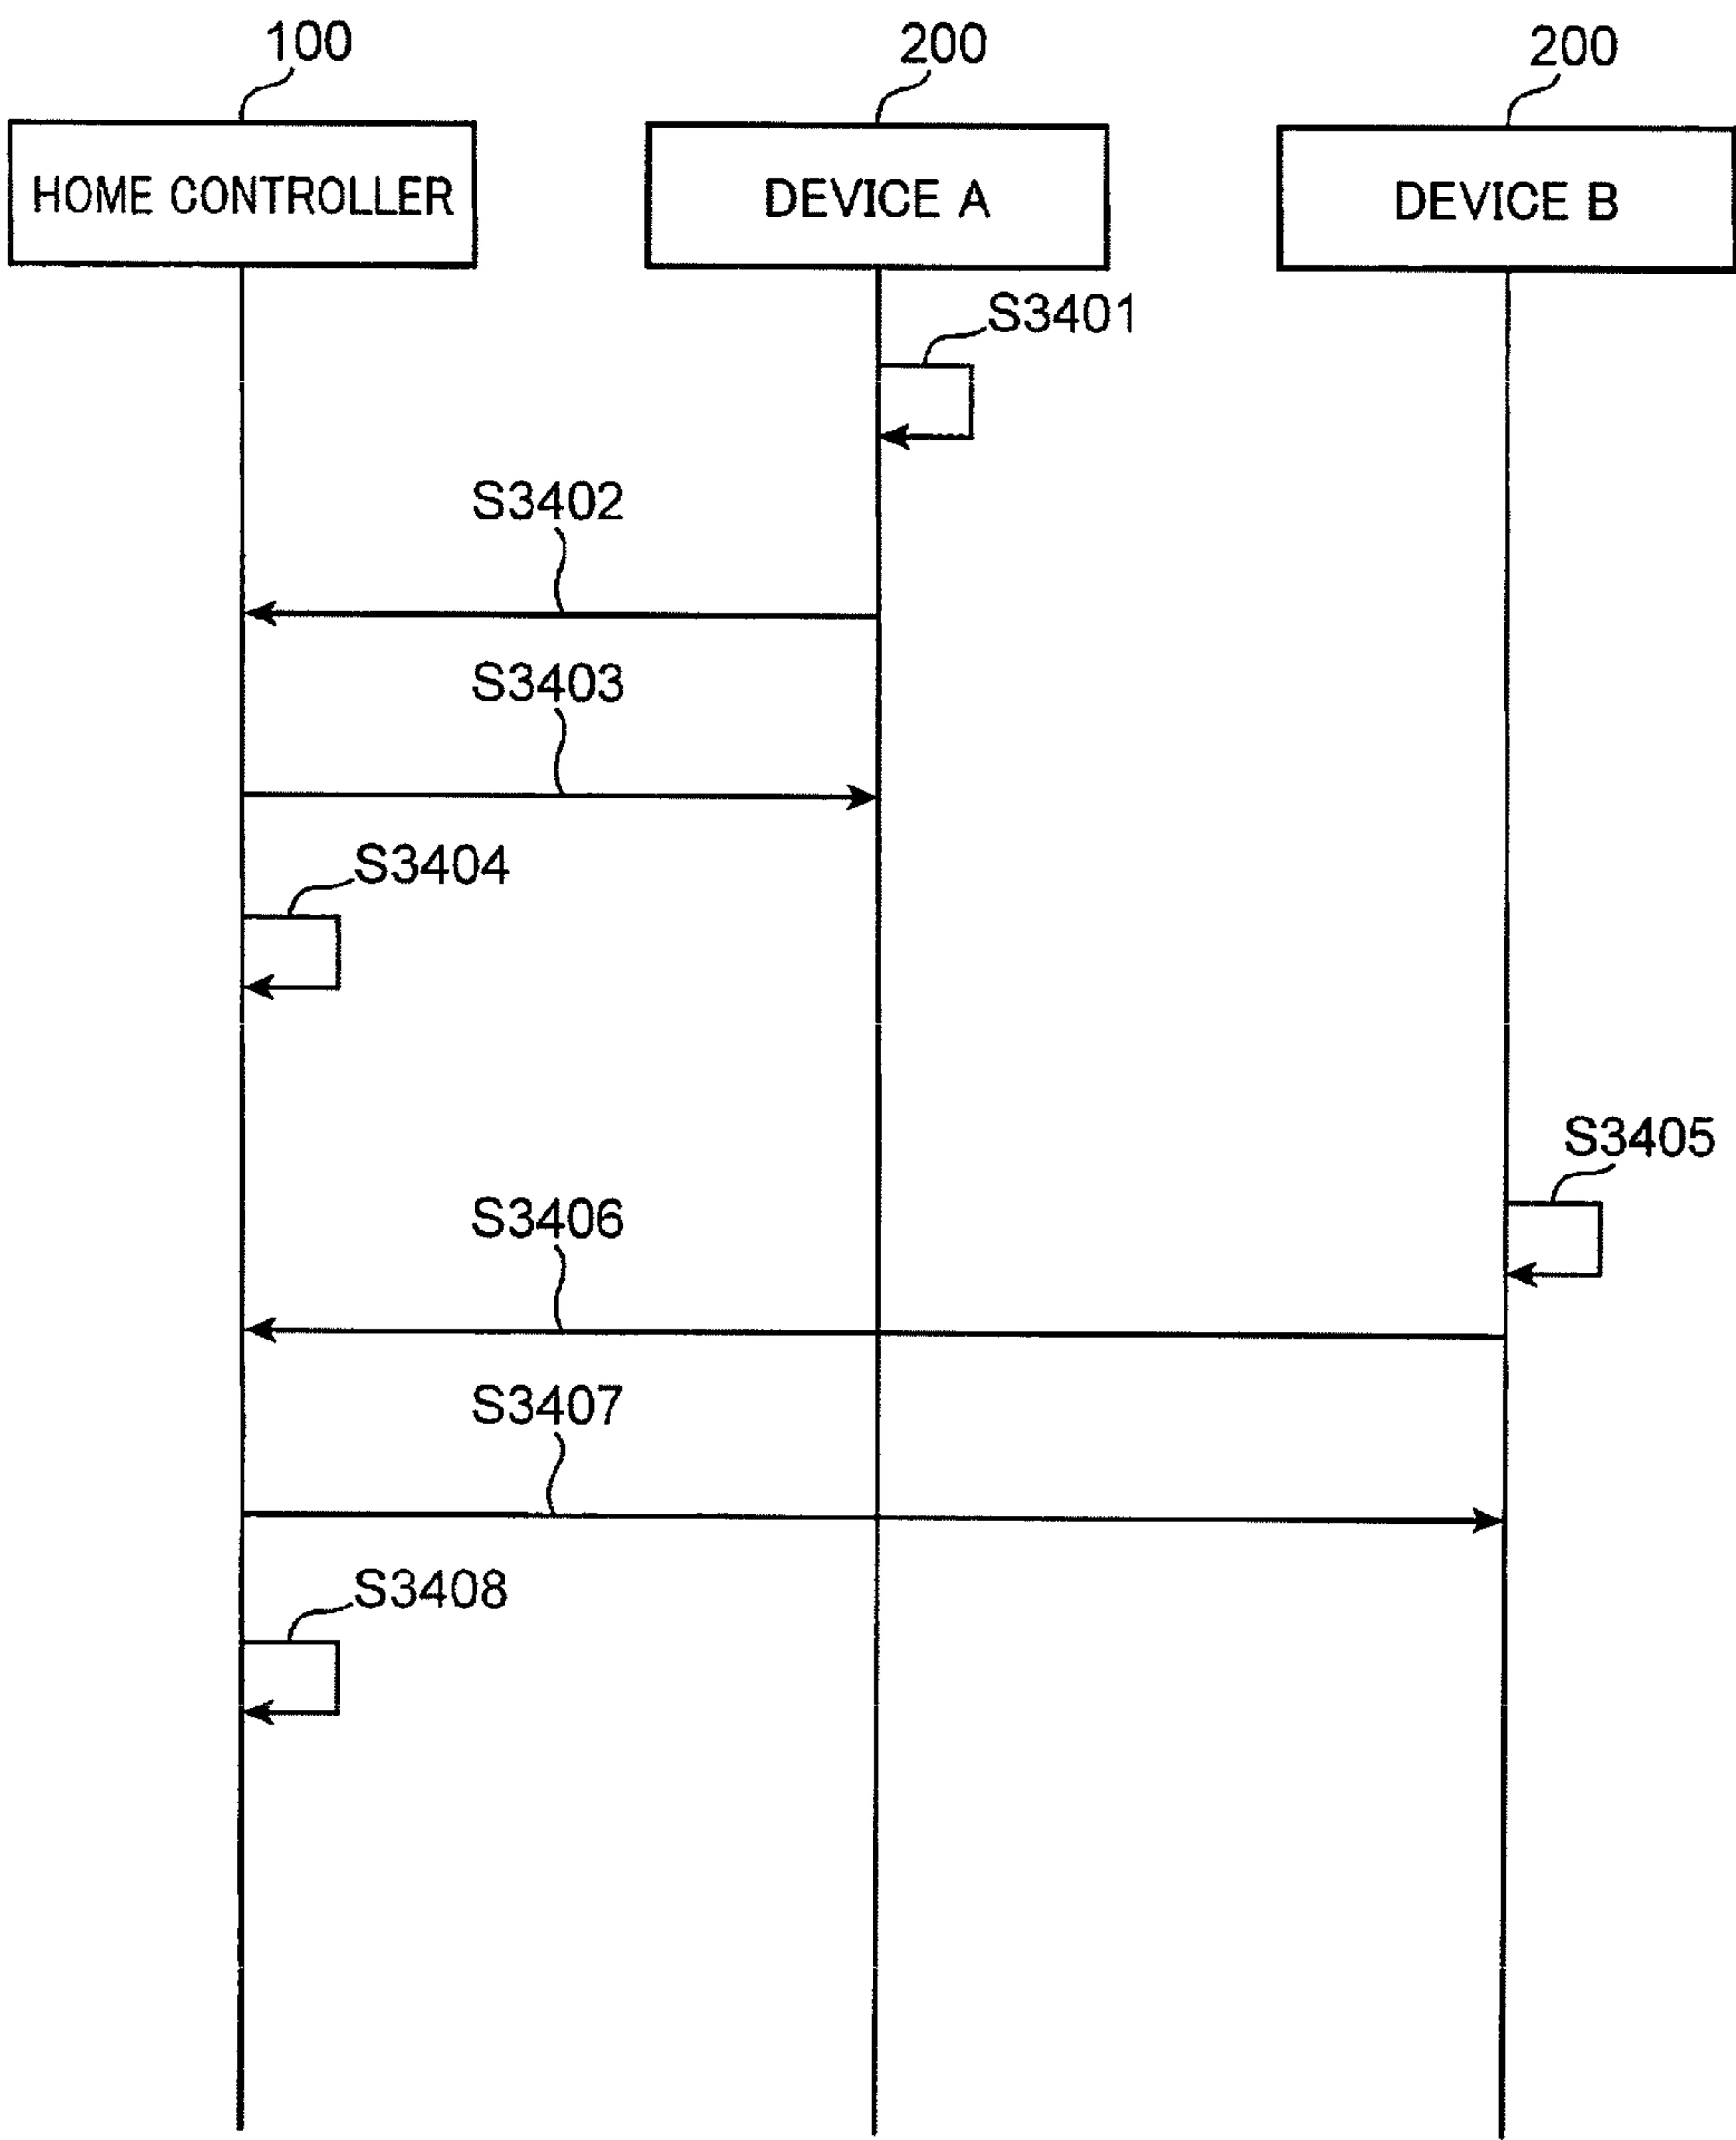 100
200
200
HOME CONTROLLER
DEVICE A
DEVICE B
S3401
S3402
S3403
S3404
S3405
S3406
S3407
S3408